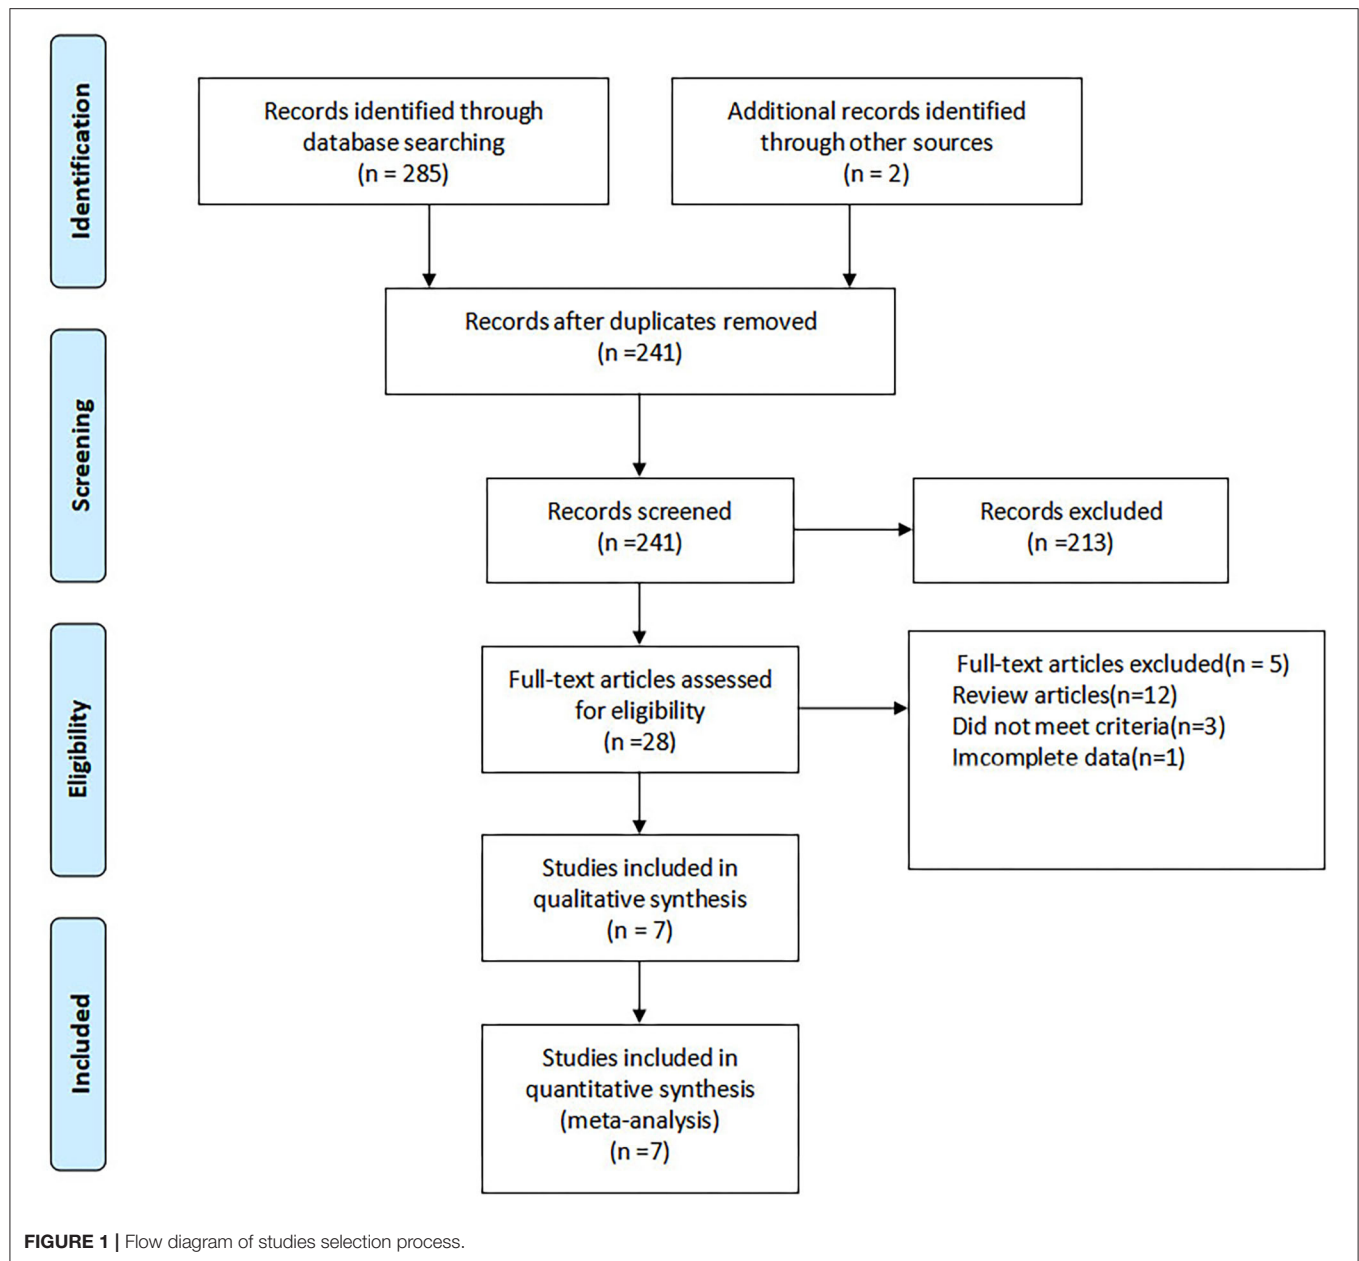 Identification
Records identified through
database searching
(n = 285)
Additional records identified
through other sources
(n = 2)
Records after duplicates removed
(n =241)
Screening
Records screened
(n =241)
Records excluded
(n =213)
Eligibility
Full-text articles assessed
for eligibility
(n =28)
Full-text articles excluded(n = 5)
Review articles(n=12)
Did not meet criteria(n=3)
Imcomplete data(n=1)
Studies included in
qualitative synthesis
(n = 7)
Included
Studies included in
quantitative synthesis
(meta-analysis)
(n =7)
FIGURE 1 | Flow diagram of studies selection process.